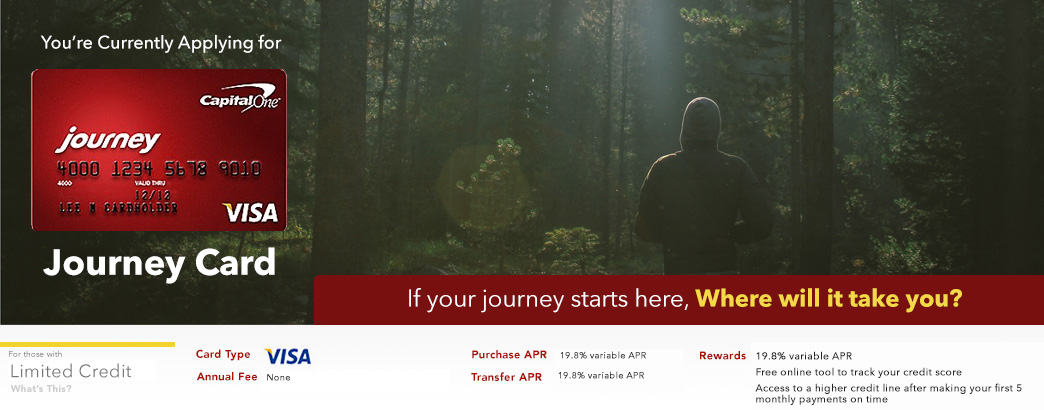 You're Currently Applying for
CapitalOne
journey
4000 1234 5678 9010
4000
VALID THRU
12/12
LEE M CARDHOLDER
VISA
Journey Card
If your journey starts here, Where will it take you?
For those with
Limited Credit
What's This?
Card Type VISA
Annual Fee None
Purchase APR 19.8% variable APR
Transfer APR 19.8% variable APR
Rewards 19.8% variable APR
Free online tool to track your credit score
Access to a higher credit line after making your first 5
monthly payments on time